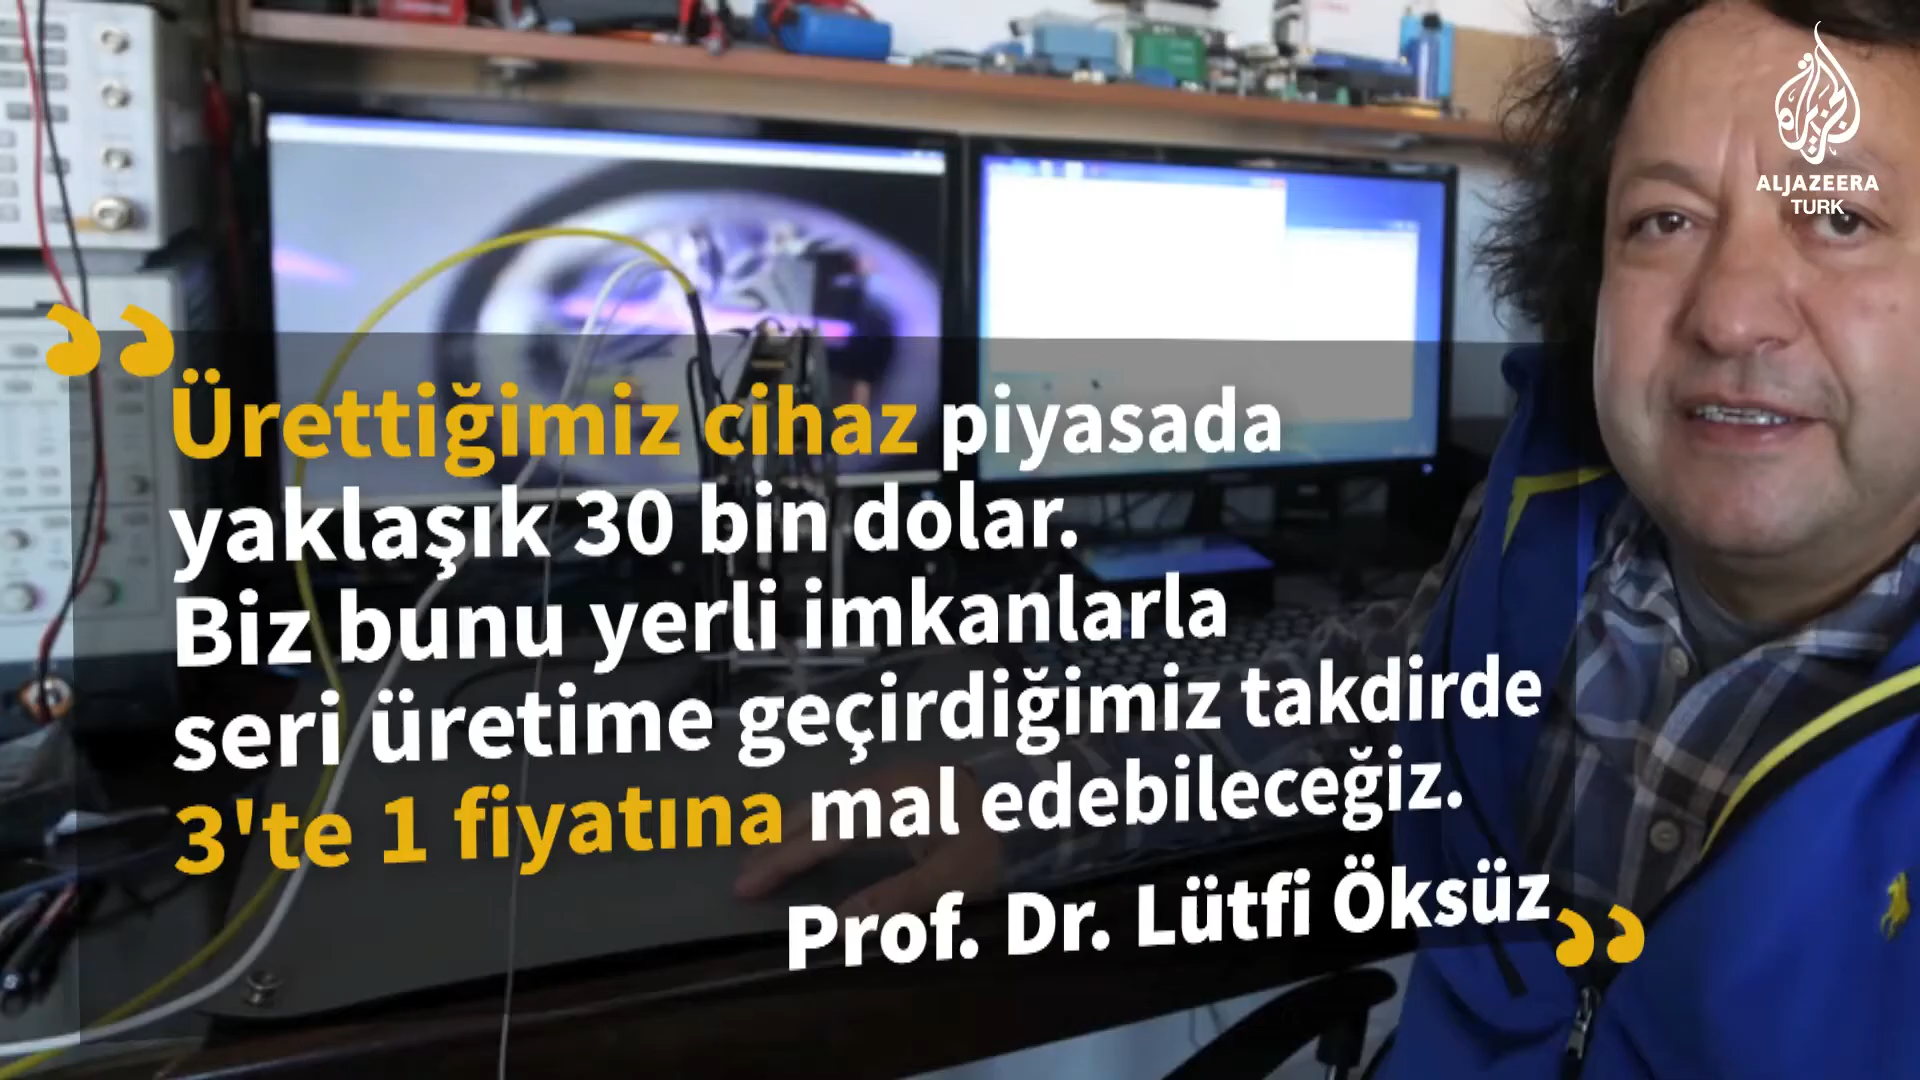 ALJAZEERA
TURK
Ürettiğimiz cihaz piyasada
yaklaşık 30 bin dolar.
Biz bunu yerli imkanlarla
seri üretime geçirdiğimiz takdirde
3'te 1 fiyatına mal edebileceğiz.
Prof. Dr. Lütfi Öksüz